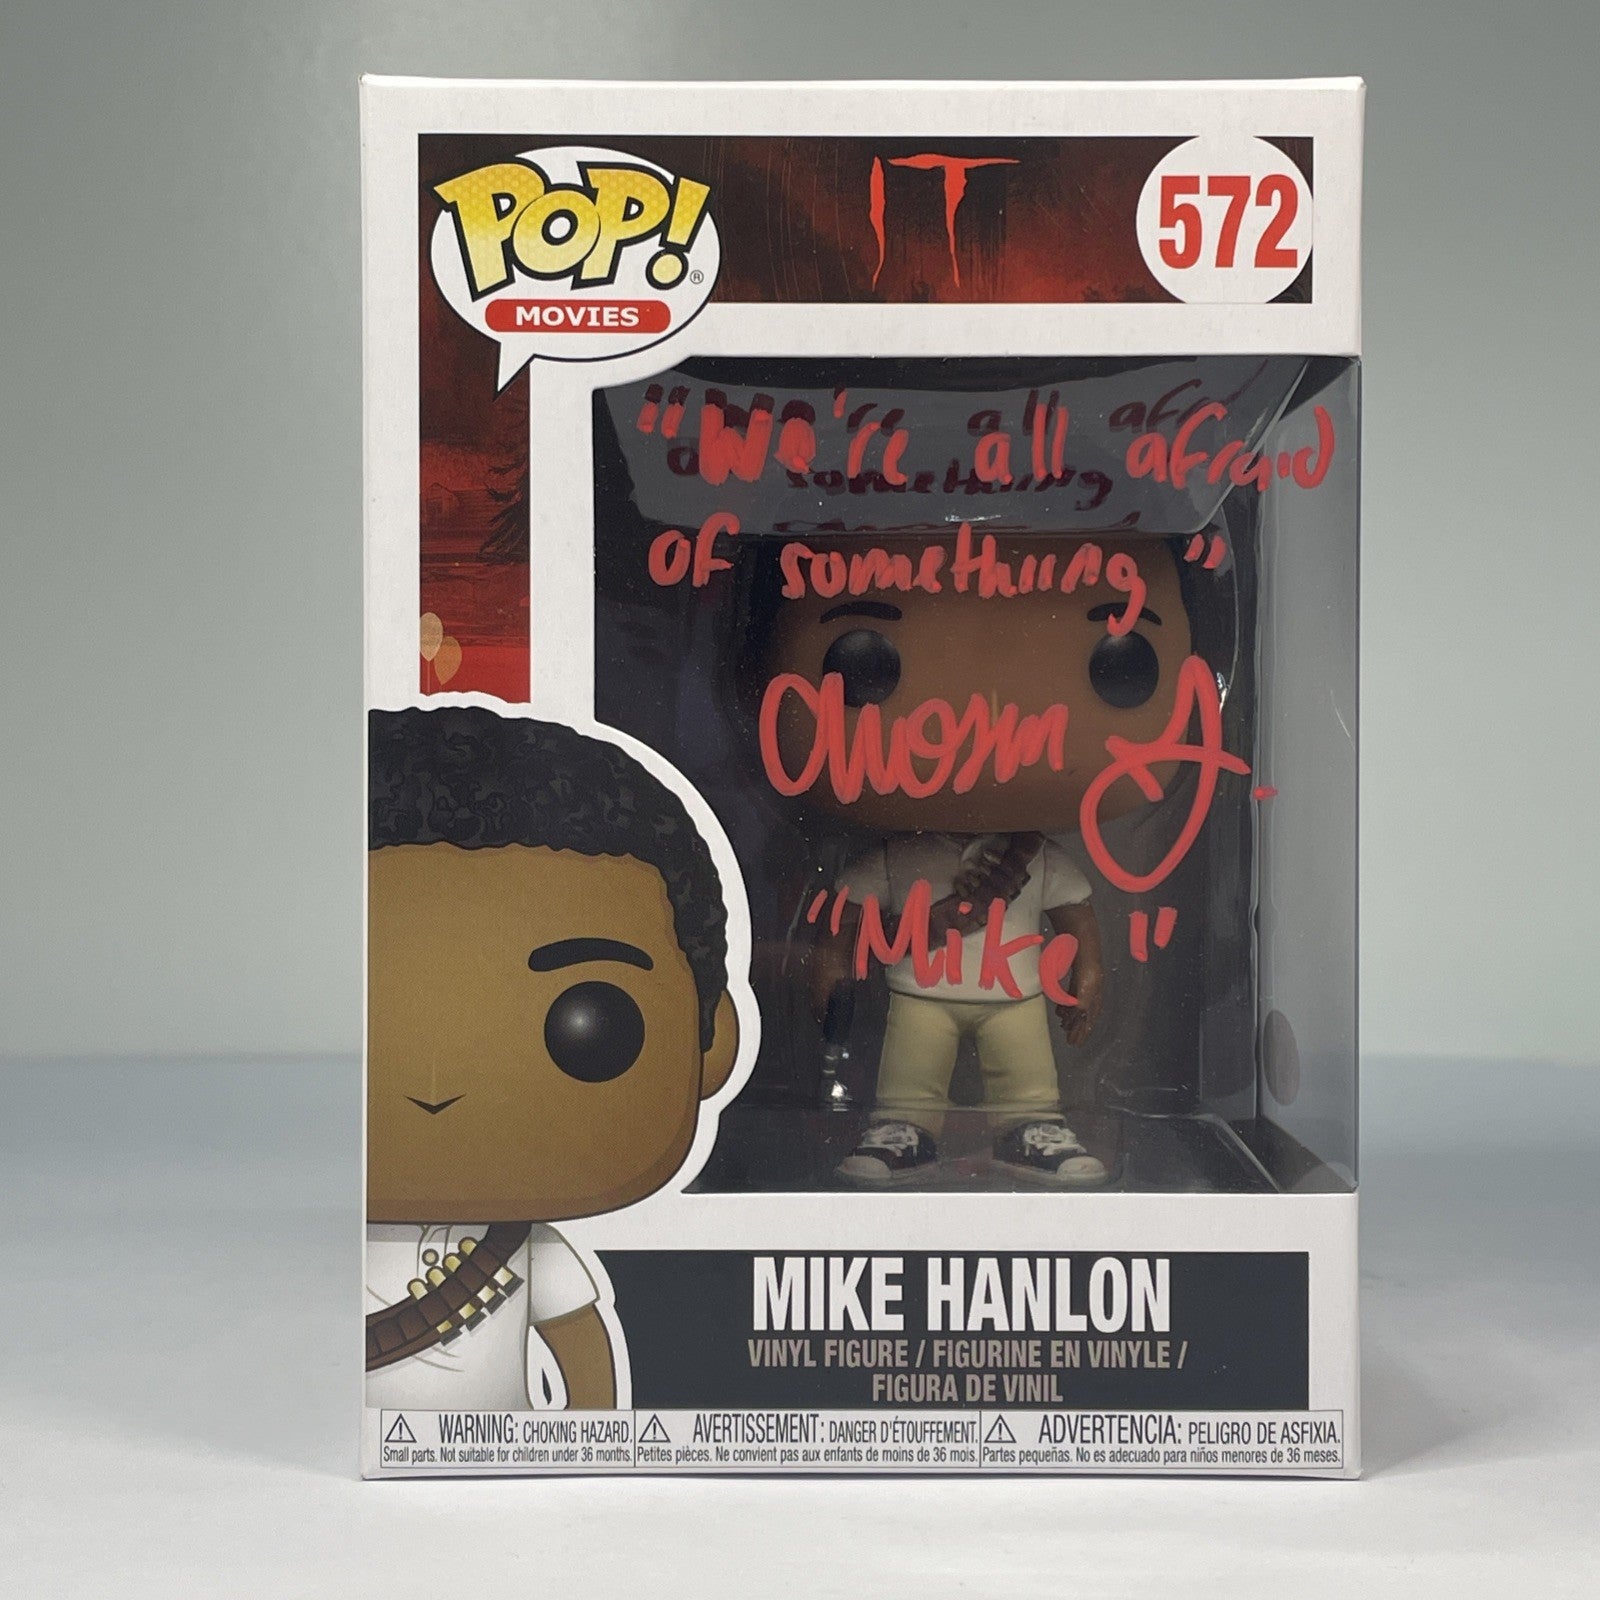 POP!®
MOVIES
IT
572
"We're all afraid
of something"
Chosen J.
"Mike"
MIKE HANLON
VINYL FIGURE / FIGURINE EN VINYLE /
FIGURA DE VINIL
WARNING: CHOKING HAZARD.
Small parts. Not suitable for children under 36 months.
AVERTISSEMENT: DANGER D'ÉTOUFFEMENT.
Petites pièces. Ne convient pas aux enfants de moins de 36 mois.
ADVERTENCIA: PELIGRO DE ASFIXIA.
Partes pequeñas. No es adecuado para niños menores de 36 meses.